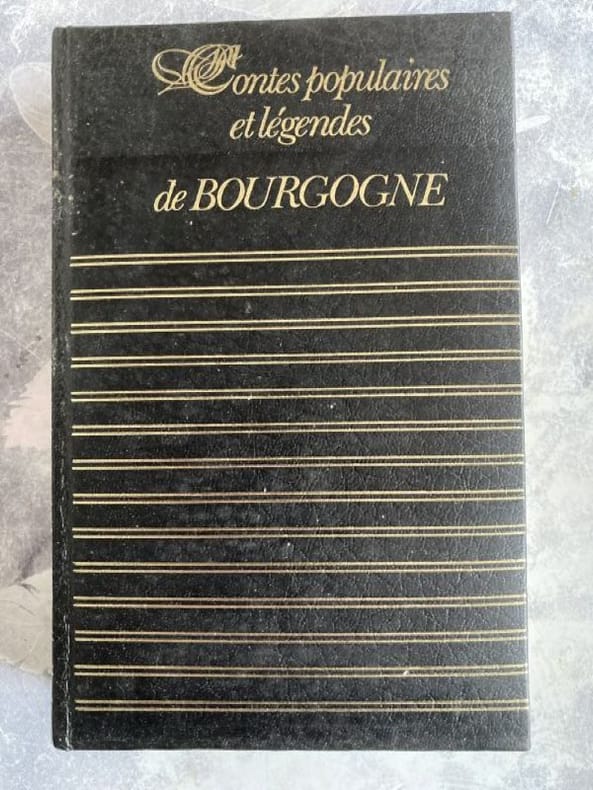 Contes populaires
et légendes
de BOURGOGNE